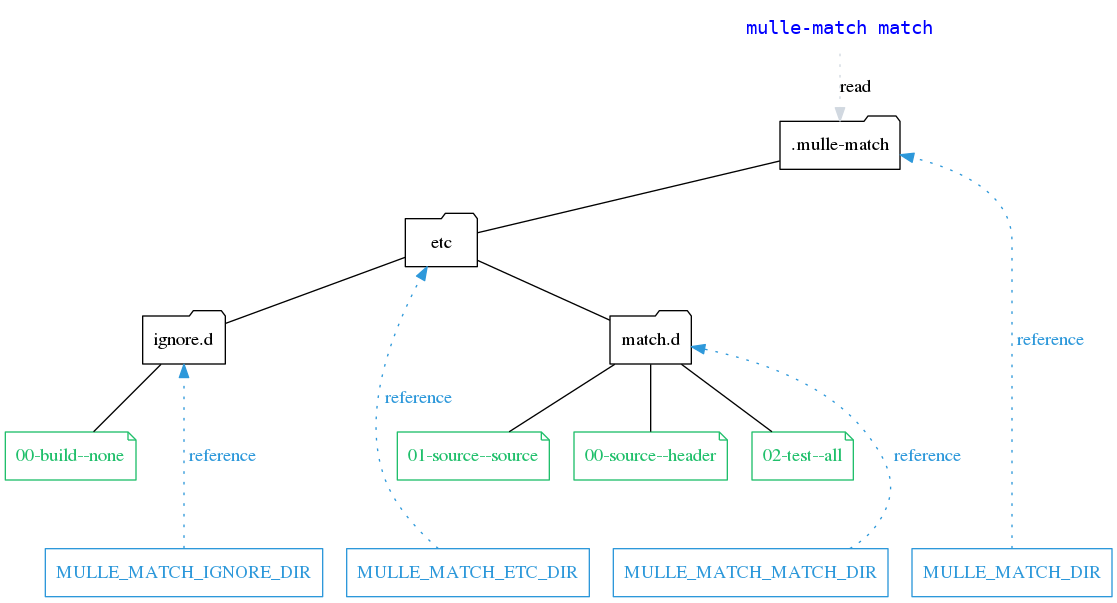 mulle-match match
read
.mulle-match
etc
ignore.d
match.d
reference
reference
00-build--none
01-source--source
00-source--header
02-test--all
reference
reference
MULLE_MATCH_IGNORE_DIR
MULLE_MATCH_ETC_DIR
MULLE_MATCH_MATCH_DIR
MULLE_MATCH_DIR